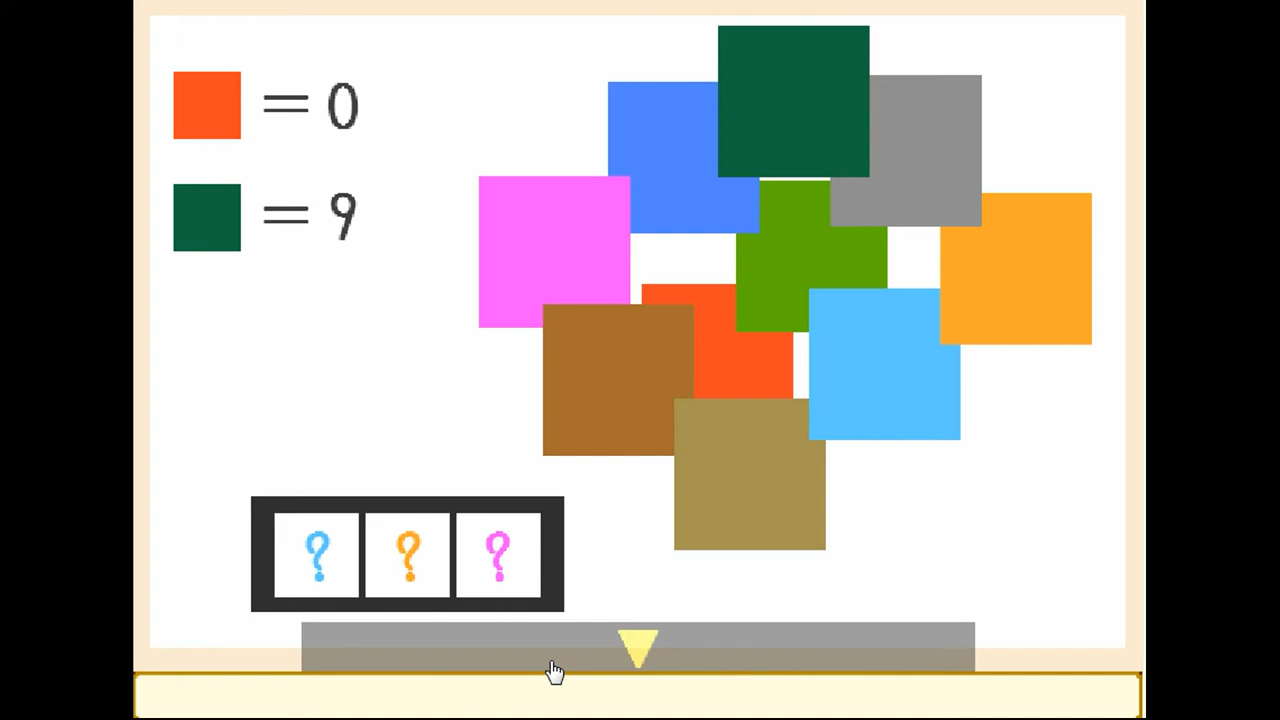 = 0
= 9
? ? ?